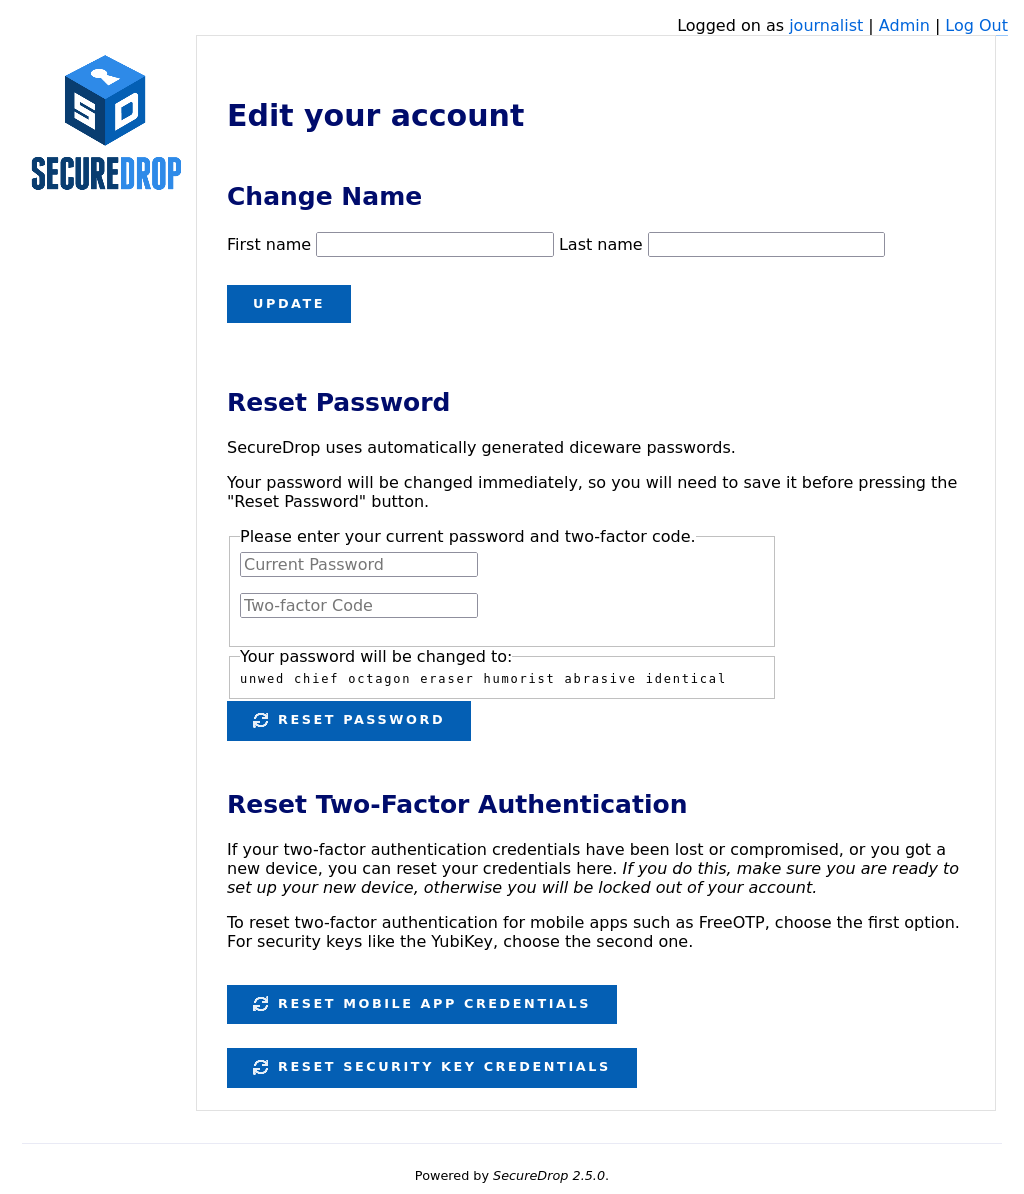 Logged on as journalist | Admin | Log Out
SD
SECUREDROP
Edit your account
Change Name
First name Last name
UPDATE
Reset Password
SecureDrop uses automatically generated diceware passwords.
Your password will be changed immediately, so you will need to save it before pressing the
"Reset Password" button.
Please enter your current password and two-factor code.
Current Password
Two-factor Code
Your password will be changed to:
unwed chief octagon eraser humorist abrasive identical
RESET PASSWORD
Reset Two-Factor Authentication
If your two-factor authentication credentials have been lost or compromised, or you got a
new device, you can reset your credentials here. If you do this, make sure you are ready to
set up your new device, otherwise you will be locked out of your account.
To reset two-factor authentication for mobile apps such as FreeOTP, choose the first option.
For security keys like the YubiKey, choose the second one.
RESET MOBILE APP CREDENTIALS
RESET SECURITY KEY CREDENTIALS
Powered by SecureDrop 2.5.0.